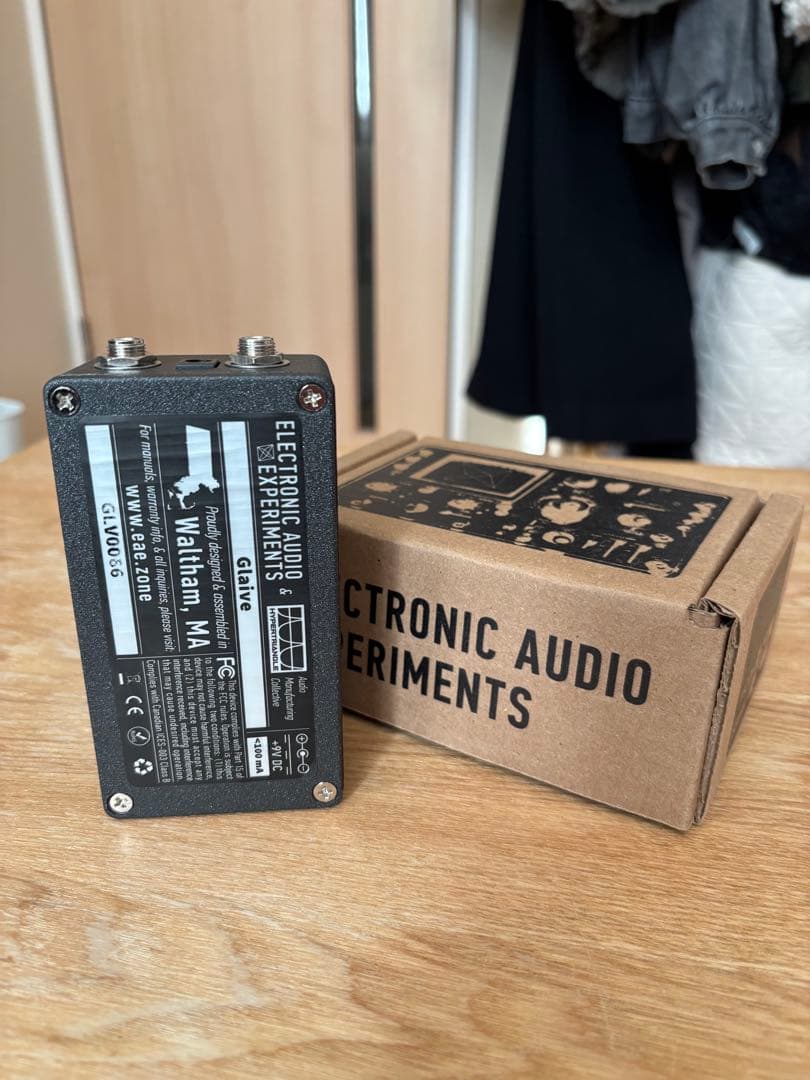 ELECTRONIC AUDIO &
EXPERIMENTS
HYPERTRIANGLE
Audio
Manufacturing
Collective
+9V DC
<100 mA
Glaive
Proudly designed & assembled in
Waltham, MA
For manuals, warranty info, & all inquiries, please visit:
www.eae.zone
GLV0086
FC
This device complies with Part 15 of
the FCC rules. Operation is subject
to the following two conditions: (1) this
device may not cause harmful interference,
and (2) this device must accept any
interference received, including interference
that may cause undesired operation.
Complies with Canadian ICES-003 Class B
CE
CTRONIC AUDIO
PERIMENTS